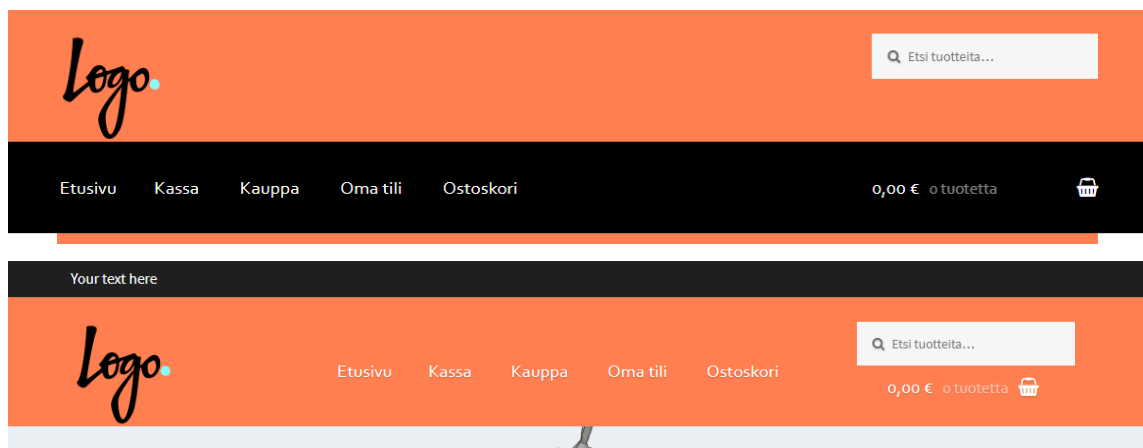 Logo.
Etsi tuotteita…
Etusivu Kassa Kauppa Oma tili Ostoskori 0,00 € 0 tuotetta
Your text here
Logo.
Etsi tuotteita…
Etusivu Kassa Kauppa Oma tili Ostoskori
0,00 € 0 tuotetta